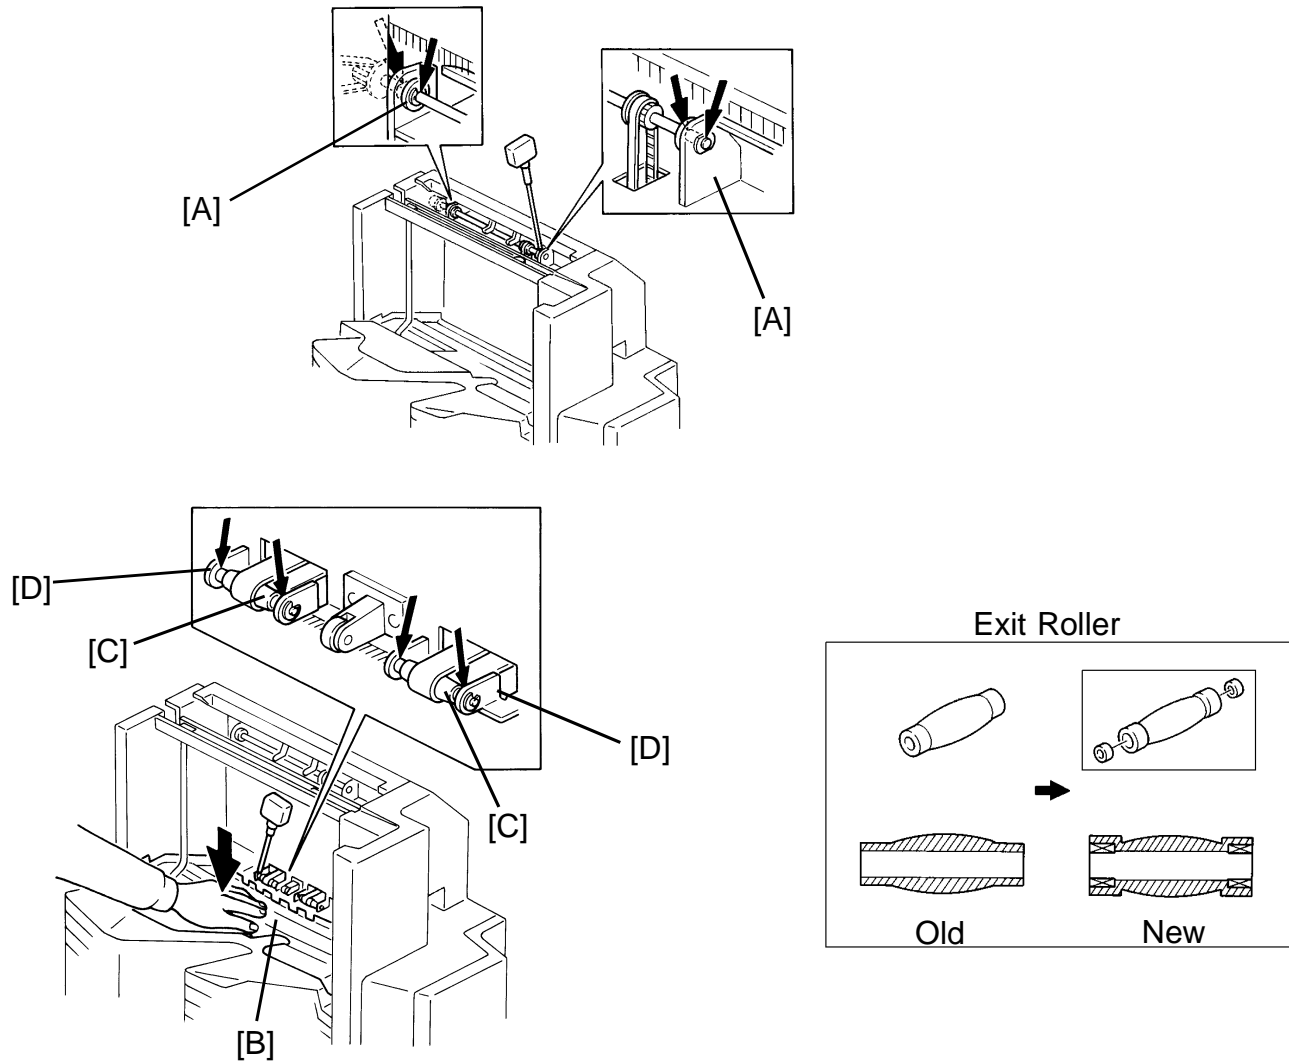 [A]
[A]
[D]
[C]
[D]
[C]
[B]
Exit Roller
Old
New